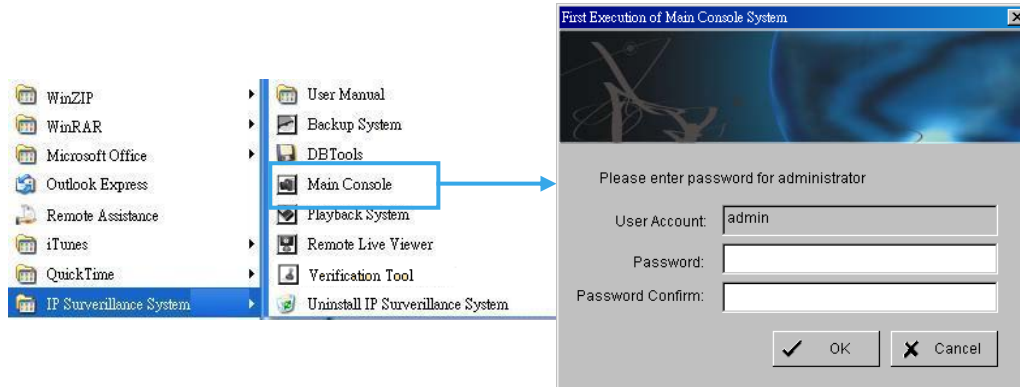 WinZIP
WinRAR
Microsoft Office
Outlook Express
Remote Assistance
iTunes
QuickTime
IP Surverillance System
User Manual
Backup System
DBTools
Main Console
Playback System
Remote Live Viewer
Verification Tool
Uninstall IP Surverillance System
First Execution of Main Console System
Please enter password for administrator
User Account: admin
Password:
Password Confirm:
OK Cancel